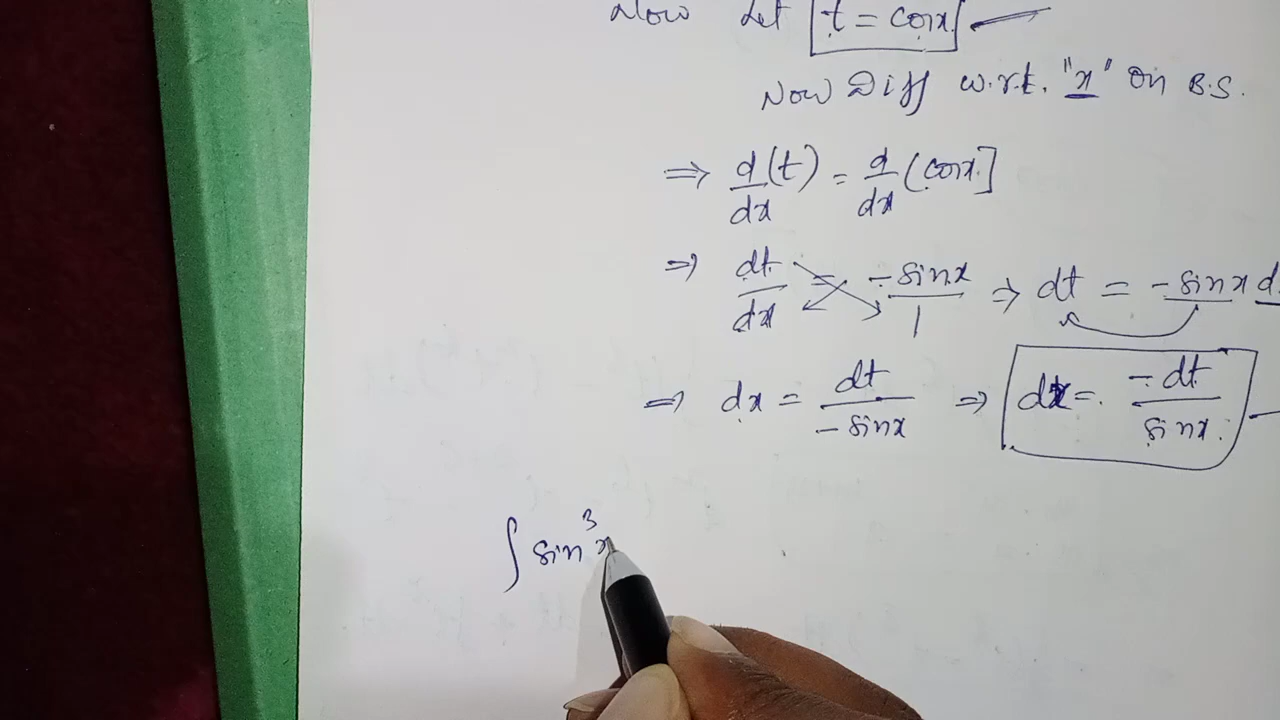 Now Let t = cosx
Now Diff w.r.t. "x" on B.S.
⇒ d/dx (t) = d/dx (cosx]
⇒ dt/dx = -sinx/1 ⇒ dt = -sinx d
⇒ dx = dt/-sinx ⇒ dx = -dt/sinx.
∫ sin³x